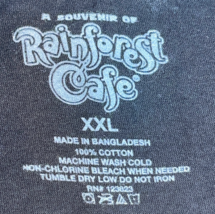 A SOUVENIR OF
Rainforest
Cafe
XXL
MADE IN BANGLADESH
100% COTTON
MACHINE WASH COLD
NON-CHLORINE BLEACH WHEN NEEDED
TUMBLE DRY LOW DO NOT IRON
RN# 123023